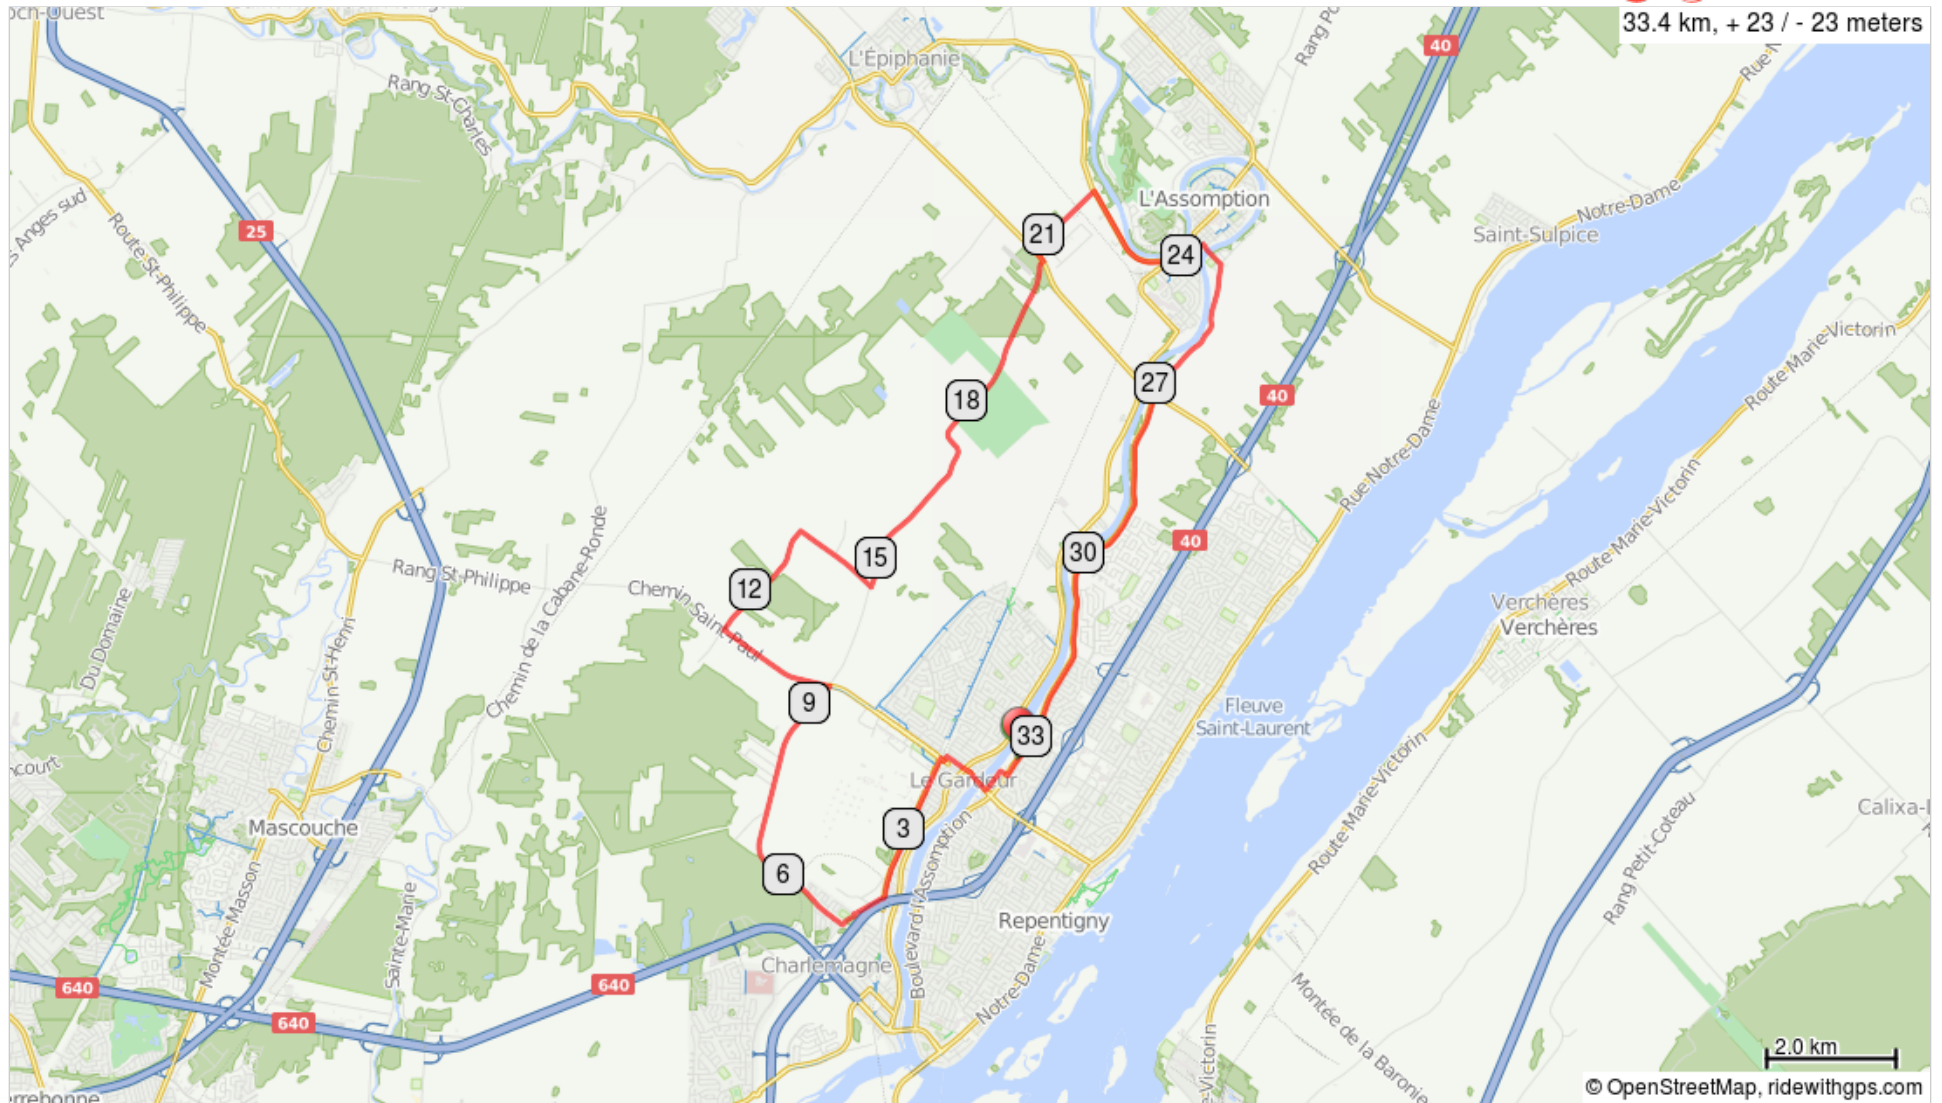 och-Ouest
33.4 km, + 23 / - 23 meters
40
L'Épiphanie
Rang St-Charles
L'Assomption
Notre-Dame
Saint-Sulpice
25
21
24
Route St-Philippe
s Anges sud
Route Marie-Victorin
27
40
18
Rue Notre-Dame
Route Marie-Victorin
40
30
15
12
Rang St-Philippe
Chemin Saint-Paul
Chemin de la Cabane-Ronde
Du Domaine
Chemin St-Henri
Verchères
Verchères
9
Fleuve
Saint-Laurent
33
Le Gardeur
ncourt
Mascouche
3
6
Route Marie-Victorin
Rang Petit-Coteau
Calixa-
Boulevard l'Assomption
Repentigny
Montée Masson
Sainte-Marie
Charlemagne
Notre-Dame
640
640
640
Montée de la Baronie
-Victorin
2.0 km
errebonne
© OpenStreetMap, ridewithgps.com